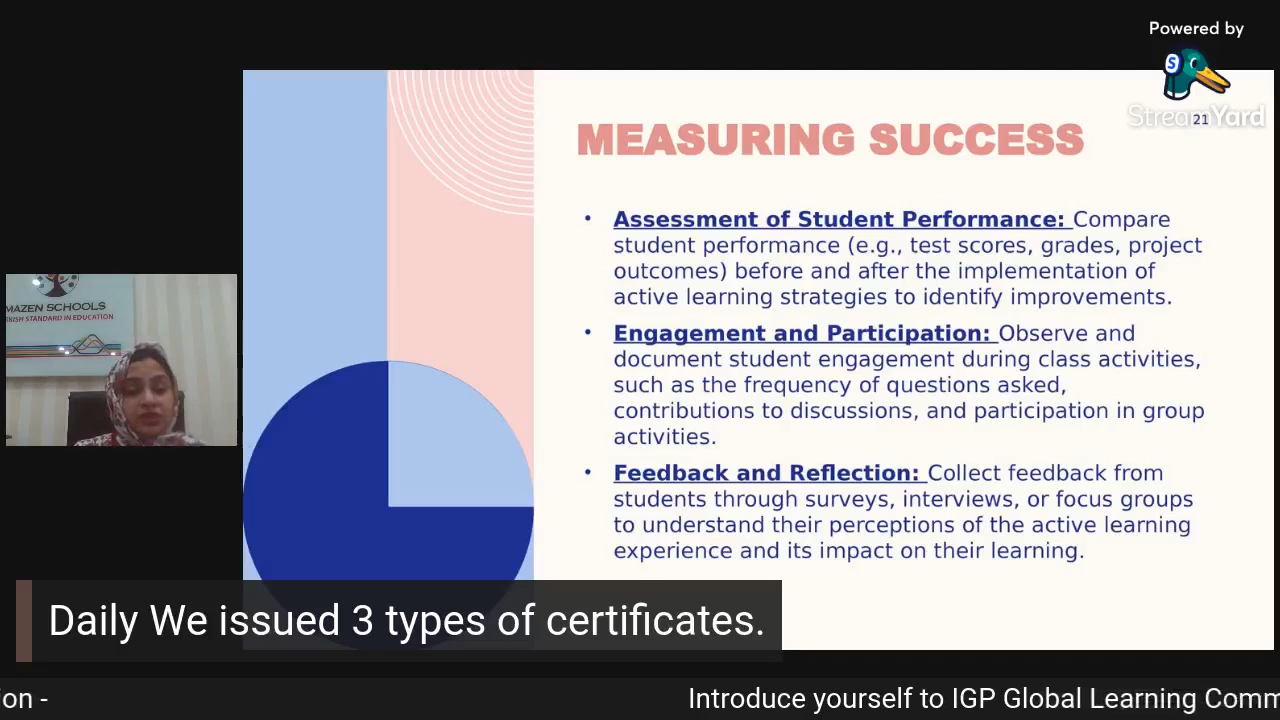 Powered by
StreamYard
21
MEASURING SUCCESS
• Assessment of Student Performance: Compare
student performance (e.g., test scores, grades, project
outcomes) before and after the implementation of
active learning strategies to identify improvements.
• Engagement and Participation: Observe and
document student engagement during class activities,
such as the frequency of questions asked,
contributions to discussions, and participation in group
activities.
• Feedback and Reflection: Collect feedback from
students through surveys, interviews, or focus groups
to understand their perceptions of the active learning
experience and its impact on their learning.
MAZEN SCHOOLS
STANDARD IN EDUCATION
Daily We issued 3 types of certificates.
ion -
Introduce yourself to IGP Global Learning Comm